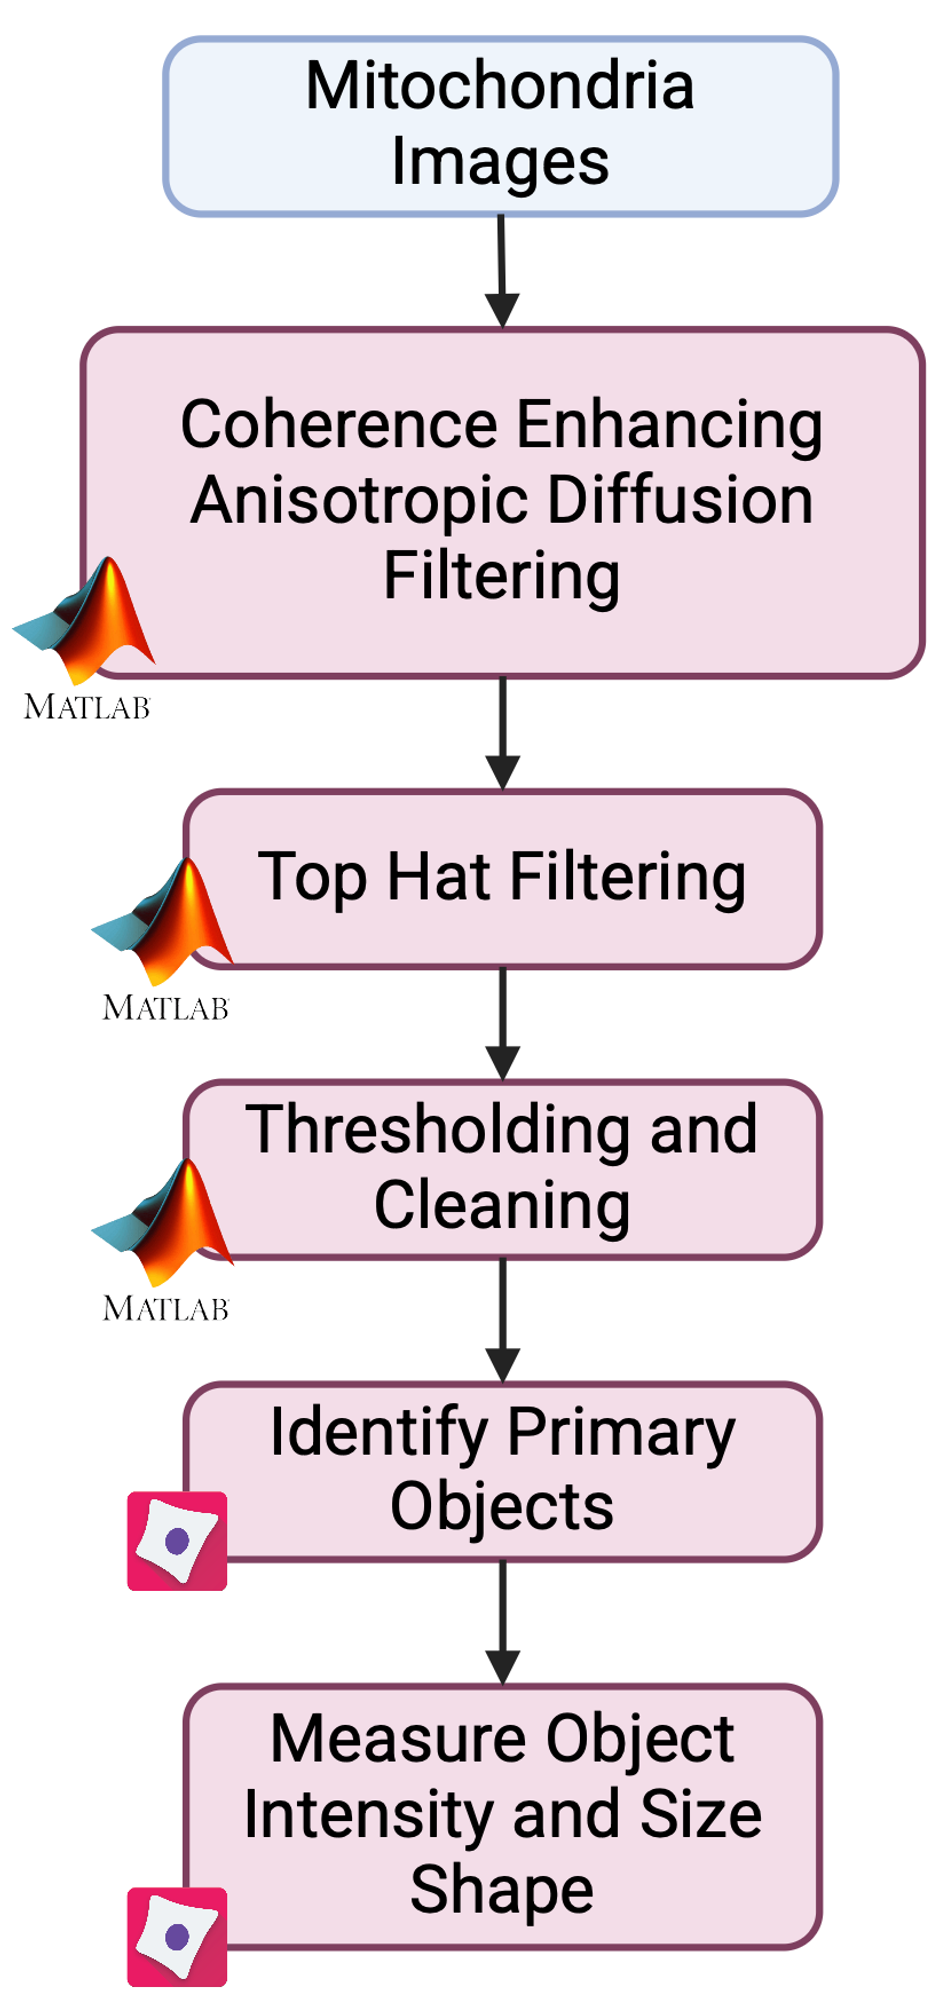 Mitochondria
Images
Coherence Enhancing
Anisotropic Diffusion
Filtering
MATLAB
Top Hat Filtering
MATLAB
Thresholding and
Cleaning
MATLAB
Identify Primary
Objects
Measure Object
Intensity and Size
Shape